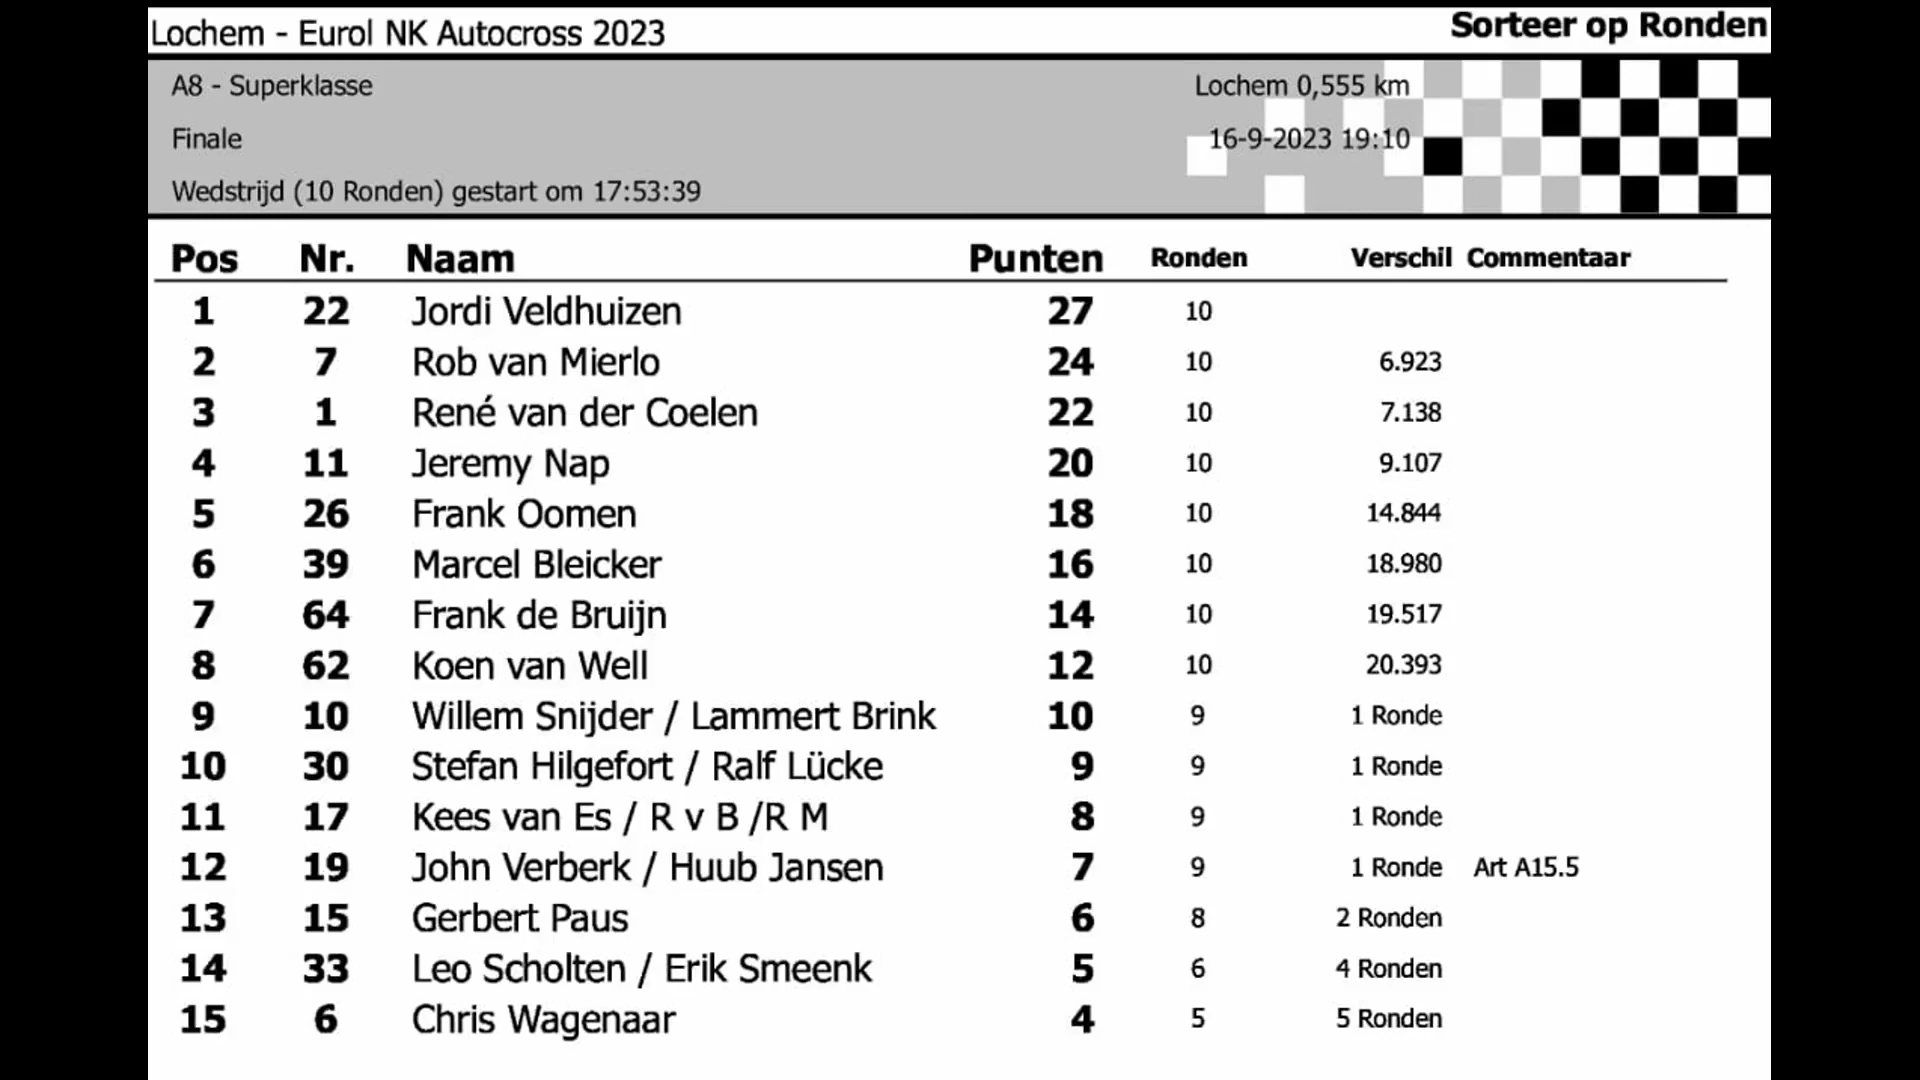 Lochem - Eurol NK Autocross 2023 Sorteer op Ronden
A8 - Superklasse Lochem 0,555 km
Finale 16-9-2023 19:10
Wedstrijd (10 Ronden) gestart om 17:53:39
Pos Nr. Naam Punten Ronden Verschil Commentaar
1 22 Jordi Veldhuizen 27 10
2 7 Rob van Mierlo 24 10 6.923
3 1 René van der Coelen 22 10 7.138
4 11 Jeremy Nap 20 10 9.107
5 26 Frank Oomen 18 10 14.844
6 39 Marcel Bleicker 16 10 18.980
7 64 Frank de Bruijn 14 10 19.517
8 62 Koen van Well 12 10 20.393
9 10 Willem Snijder / Lammert Brink 10 9 1 Ronde
10 30 Stefan Hilgefort / Ralf Lücke 9 9 1 Ronde
11 17 Kees van Es / R v B /R M 8 9 1 Ronde
12 19 John Verberk / Huub Jansen 7 9 1 Ronde Art A15.5
13 15 Gerbert Paus 6 8 2 Ronden
14 33 Leo Scholten / Erik Smeenk 5 6 4 Ronden
15 6 Chris Wagenaar 4 5 5 Ronden